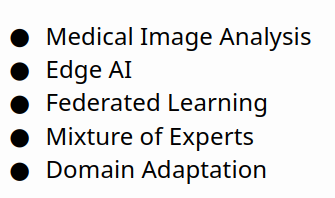 ● Medical Image Analysis
● Edge AI
● Federated Learning
● Mixture of Experts
● Domain Adaptation